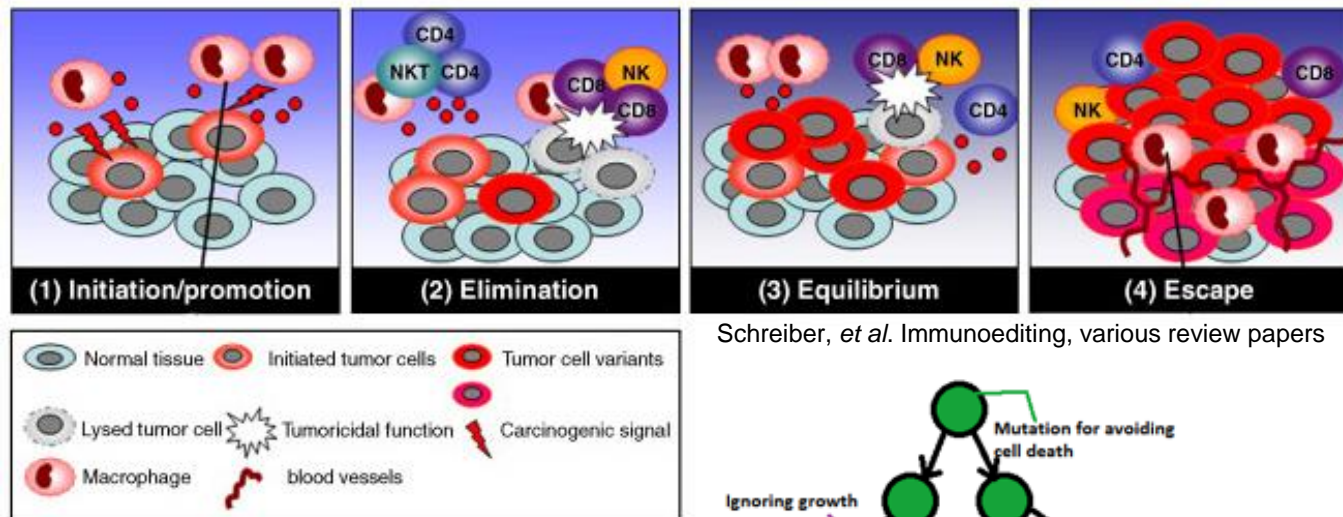 CD4
NKT CD4
CD8 NK
CD8
CD8 NK
CD4
CD4
CD8
NK
(1) Initiation/promotion
(2) Elimination
(3) Equilibrium
(4) Escape
Schreiber, et al. Immunoediting, various review papers
Normal tissue
Initiated tumor cells
Tumor cell variants
Lysed tumor cell
Tumoricidal function
Carcinogenic signal
Macrophage
blood vessels
Mutation for avoiding
cell death
Ignoring growth